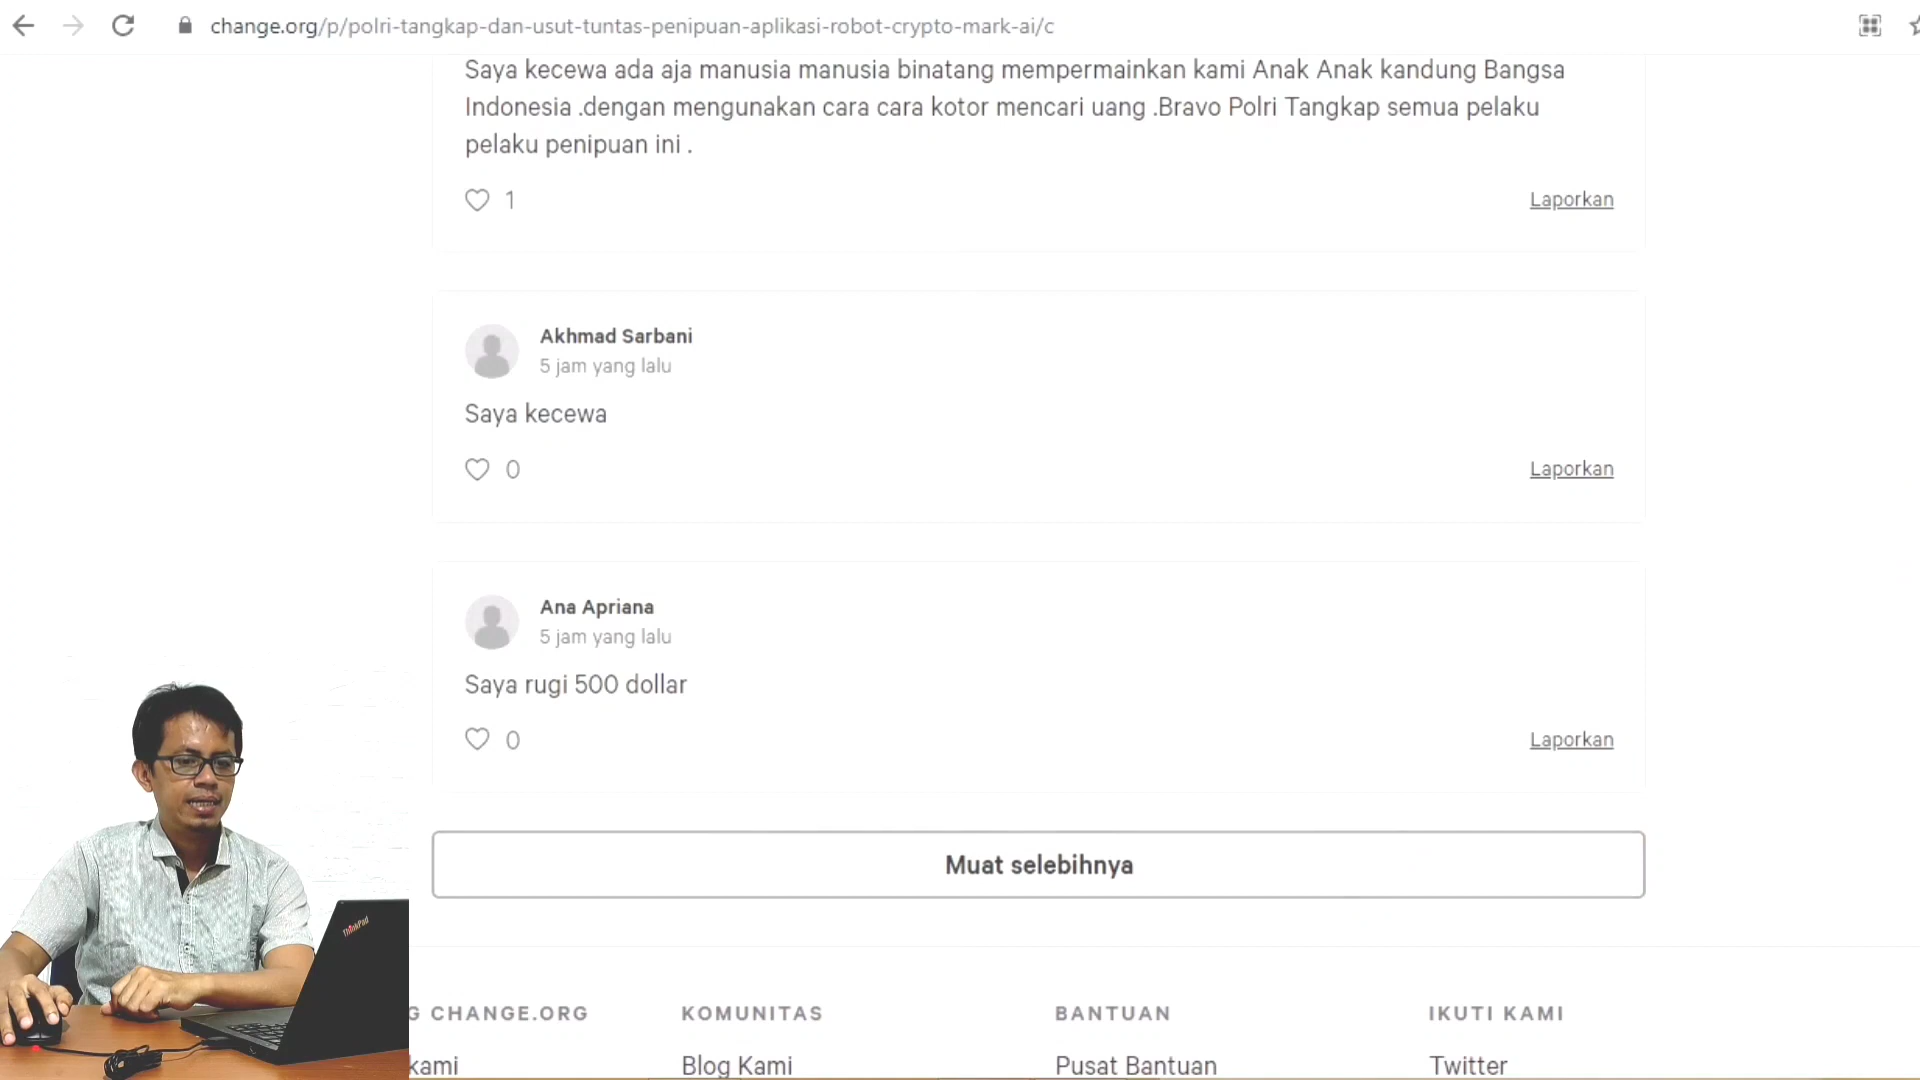 change.org/p/polri-tangkap-dan-usut-tuntas-penipuan-aplikasi-robot-crypto-mark-ai/c
Saya kecewa ada aja manusia manusia binatang mempermainkan kami Anak Anak kandung Bangsa
Indonesia .dengan mengunakan cara cara kotor mencari uang .Bravo Polri Tangkap semua pelaku
pelaku penipuan ini .
1
Laporkan
Akhmad Sarbani
5 jam yang lalu
Saya kecewa
0
Laporkan
Ana Apriana
5 jam yang lalu
Saya rugi 500 dollar
0
Laporkan
Muat selebihnya
ThinkPad
G CHANGE.ORG
KOMUNITAS
BANTUAN
IKUTI KAMI
kami
Blog Kami
Pusat Bantuan
Twitter